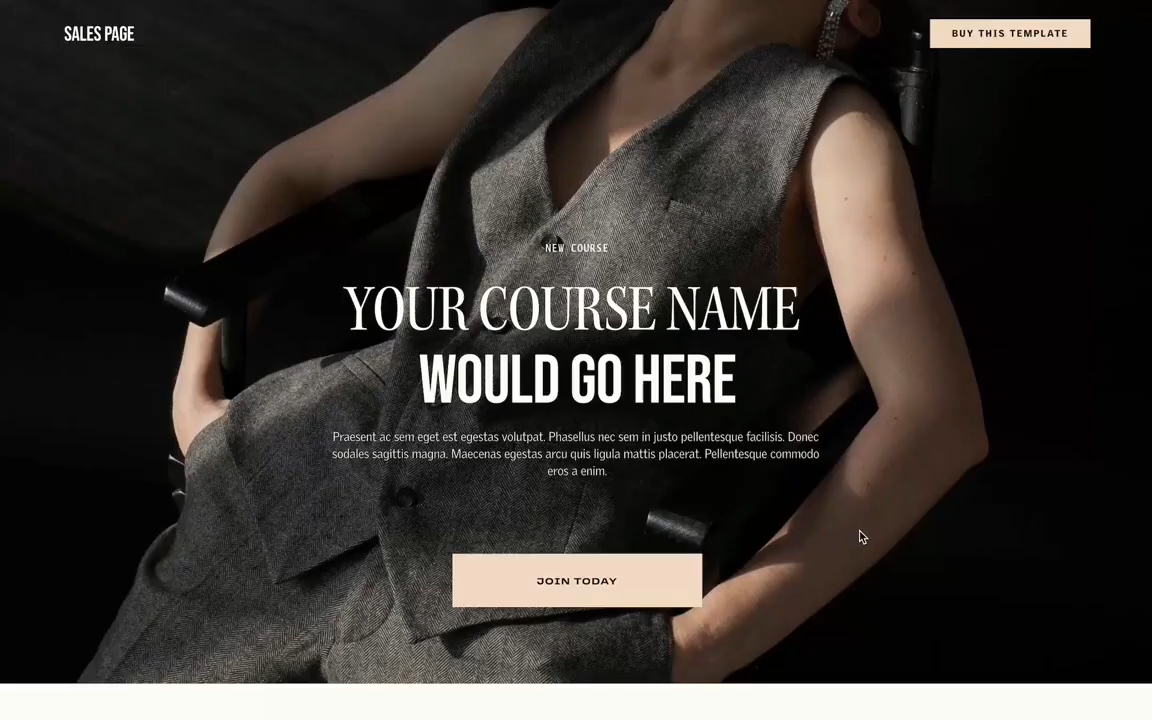 SALES PAGE
BUY THIS TEMPLATE
NEW COURSE
YOUR COURSE NAME
WOULD GO HERE
Praesent ac sem eget est egestas volutpat. Phasellus nec sem in justo pellentesque facilisis. Donec
sodales sagittis magna. Maecenas egestas arcu quis ligula mattis placerat. Pellentesque commodo
eros a enim.
JOIN TODAY